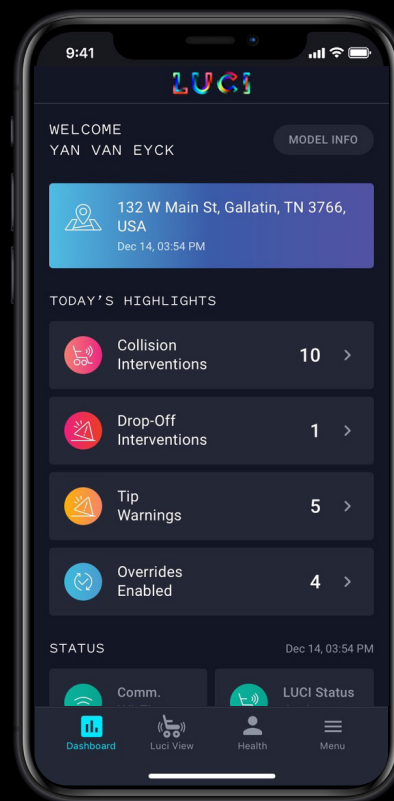 9:41
LUCI
WELCOME
YAN VAN EYCK
MODEL INFO
132 W Main St, Gallatin, TN 3766,
USA
Dec 14, 03:54 PM
TODAY'S HIGHLIGHTS
Collision
Interventions
10
Drop-Off
Interventions
1
Tip
Warnings
5
Overrides
Enabled
4
STATUS
Dec 14, 03:54 PM
Comm.
LUCI Status
Dashboard
Luci View
Health
Menu